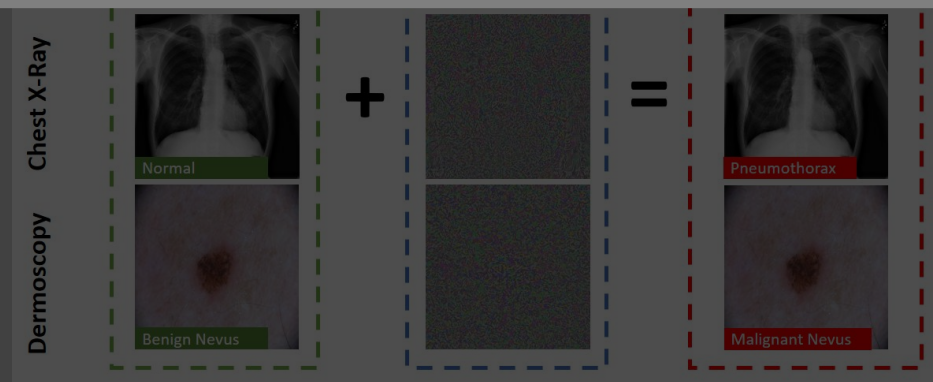 Chest X-Ray
+
=
Normal
Pneumothorax
Dermoscopy
Benign Nevus
Malignant Nevus